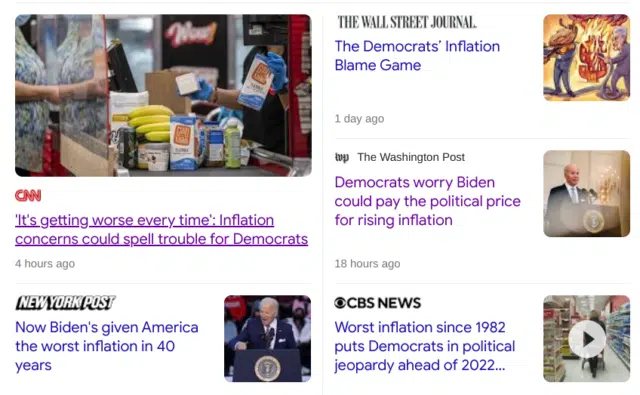 CNN
'It's getting worse every time': Inflation
concerns could spell trouble for Democrats
4 hours ago
THE WALL STREET JOURNAL.
The Democrats' Inflation
Blame Game
1 day ago
wp The Washington Post
Democrats worry Biden
could pay the political price
for rising inflation
18 hours ago
NEW YORK POST
Now Biden's given America
the worst inflation in 40
years
CBS NEWS
Worst inflation since 1982
puts Democrats in political
jeopardy ahead of 2022...